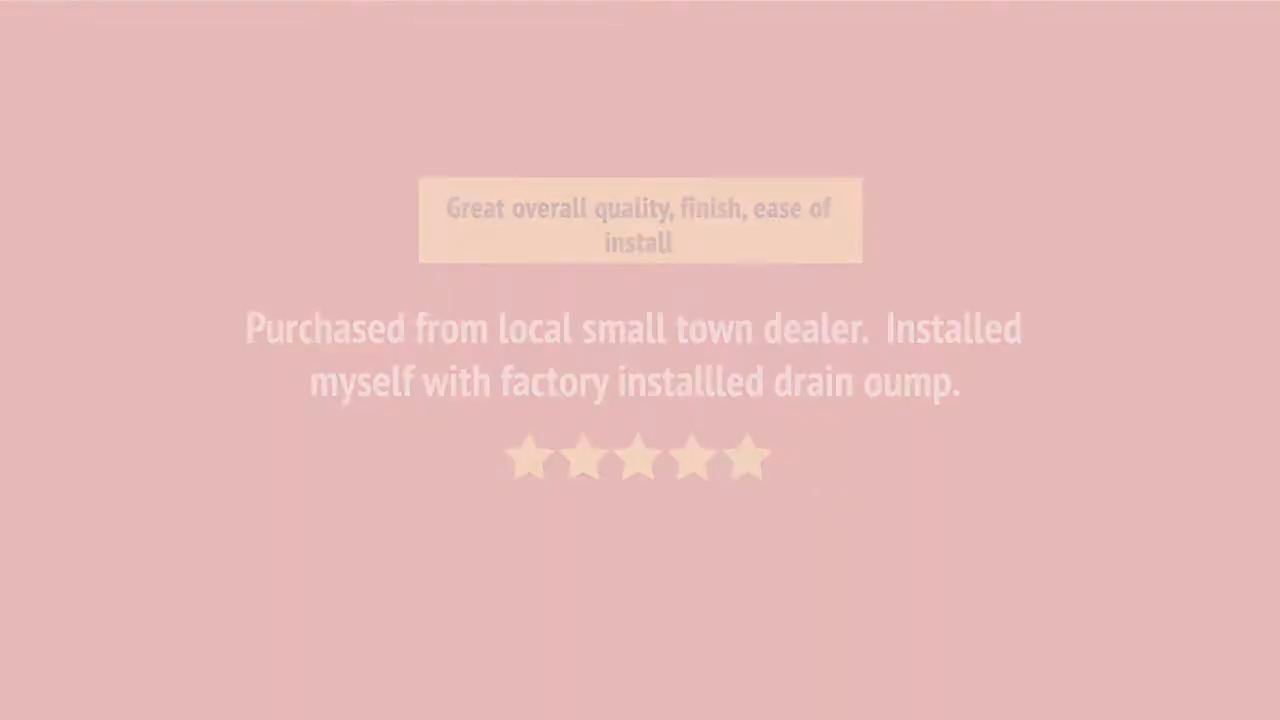 Great overall quality, finish, ease of
install
Purchased from local small town dealer.  Installed
myself with factory installled drain oump.